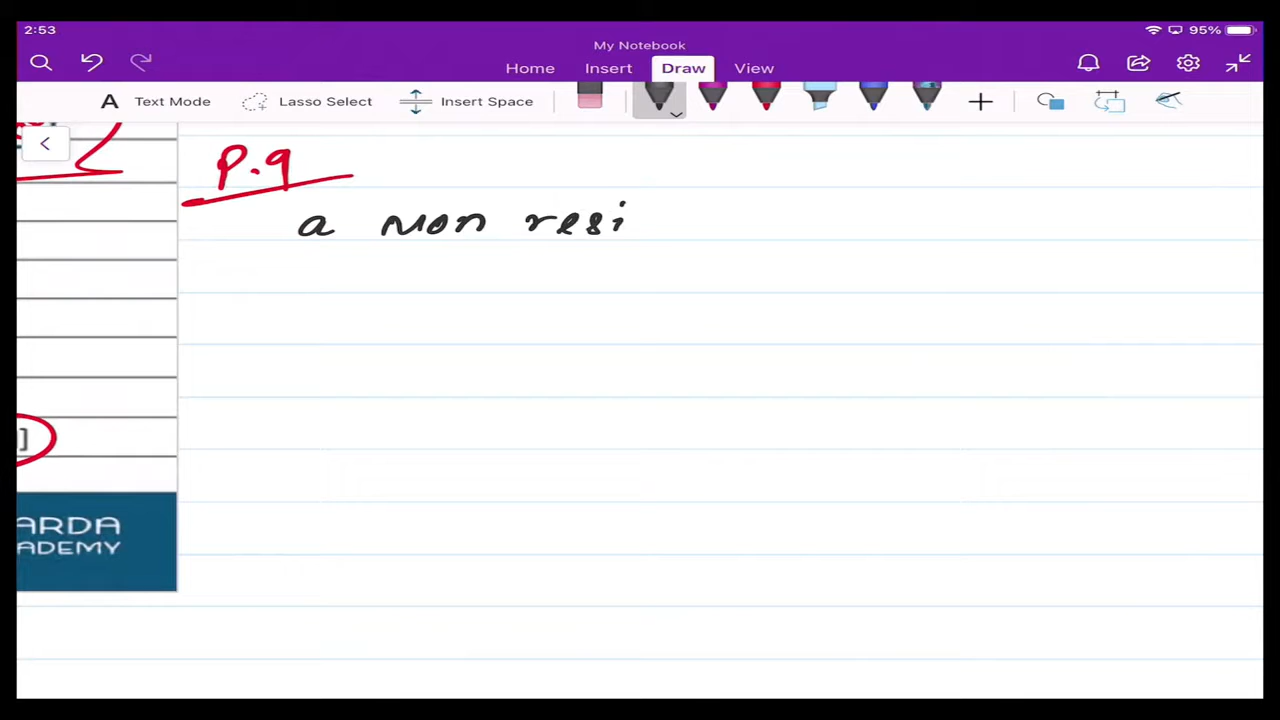 2:53
95%
My Notebook
Home Insert Draw View
A Text Mode Lasso Select Insert Space
P.9
a Non resi
]
ARDA
ADEMY